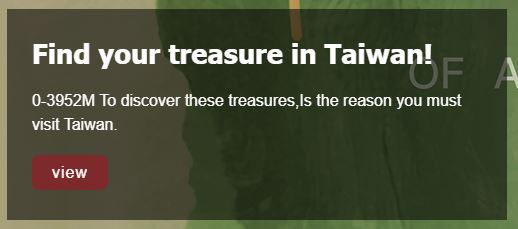 Find your treasure in Taiwan!
OF A
0-3952M To discover these treasures,Is the reason you must
visit Taiwan.
view